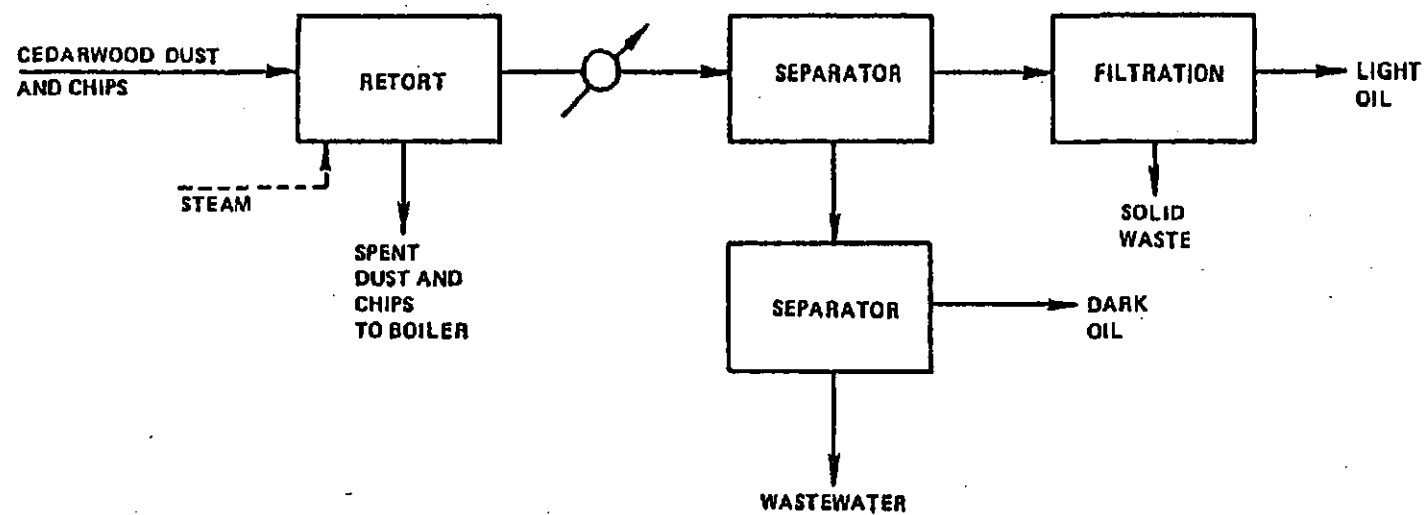 CEDARWOOD DUST
AND CHIPS
RETORT
SEPARATOR
FILTRATION
LIGHT
OIL
STEAM
SPENT
DUST AND
CHIPS
TO BOILER
SOLID
WASTE
SEPARATOR
DARK
OIL
WASTEWATER